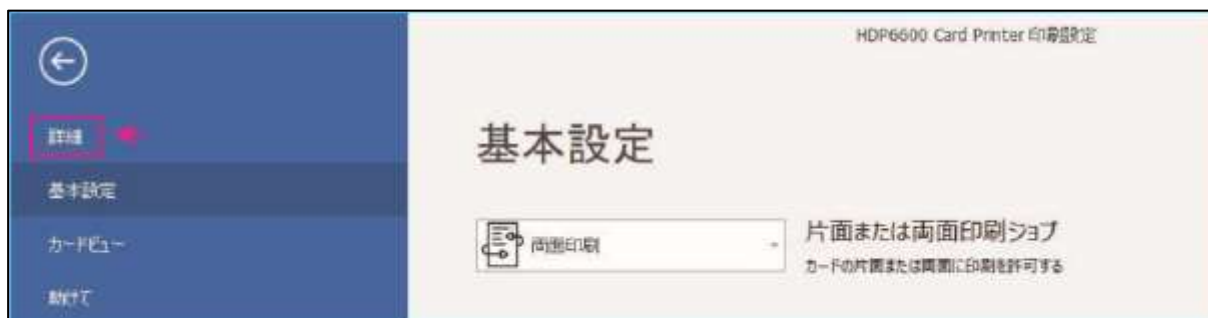 HDP6600 Card Printer 印刷設定
詳細
基本設定
基本設定
カードビュー
両面印刷
片面または両面印刷ジョブ
カードの片面または両面に印刷を許可する
助けて